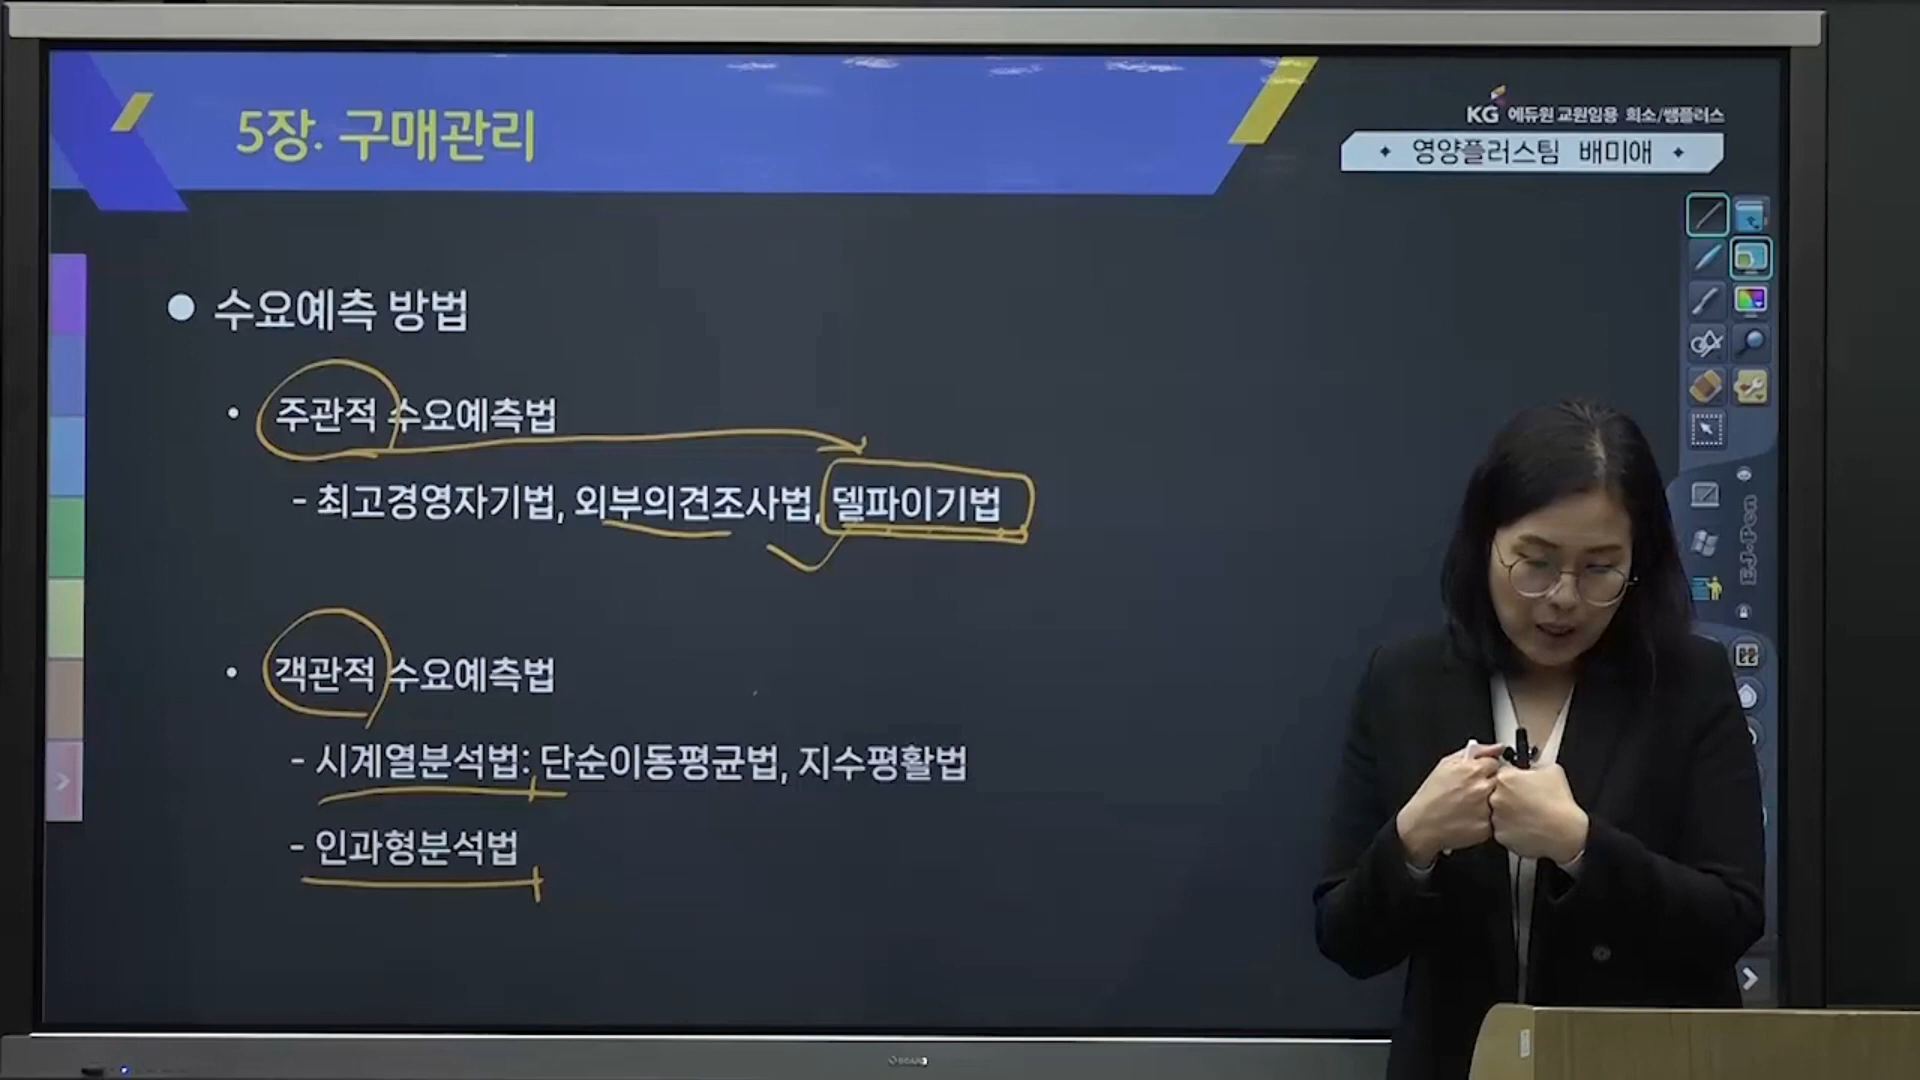 5장. 구매관리
KG 에듀원 교원임용 희소/쌤플러스
영양플러스팀 배미애
● 수요예측 방법
• 주관적 수요예측법
- 최고경영자기법, 외부의견조사법, 델파이기법
• 객관적 수요예측법
- 시계열분석법: 단순이동평균법, 지수평활법
- 인과형분석법
EJ-Pen